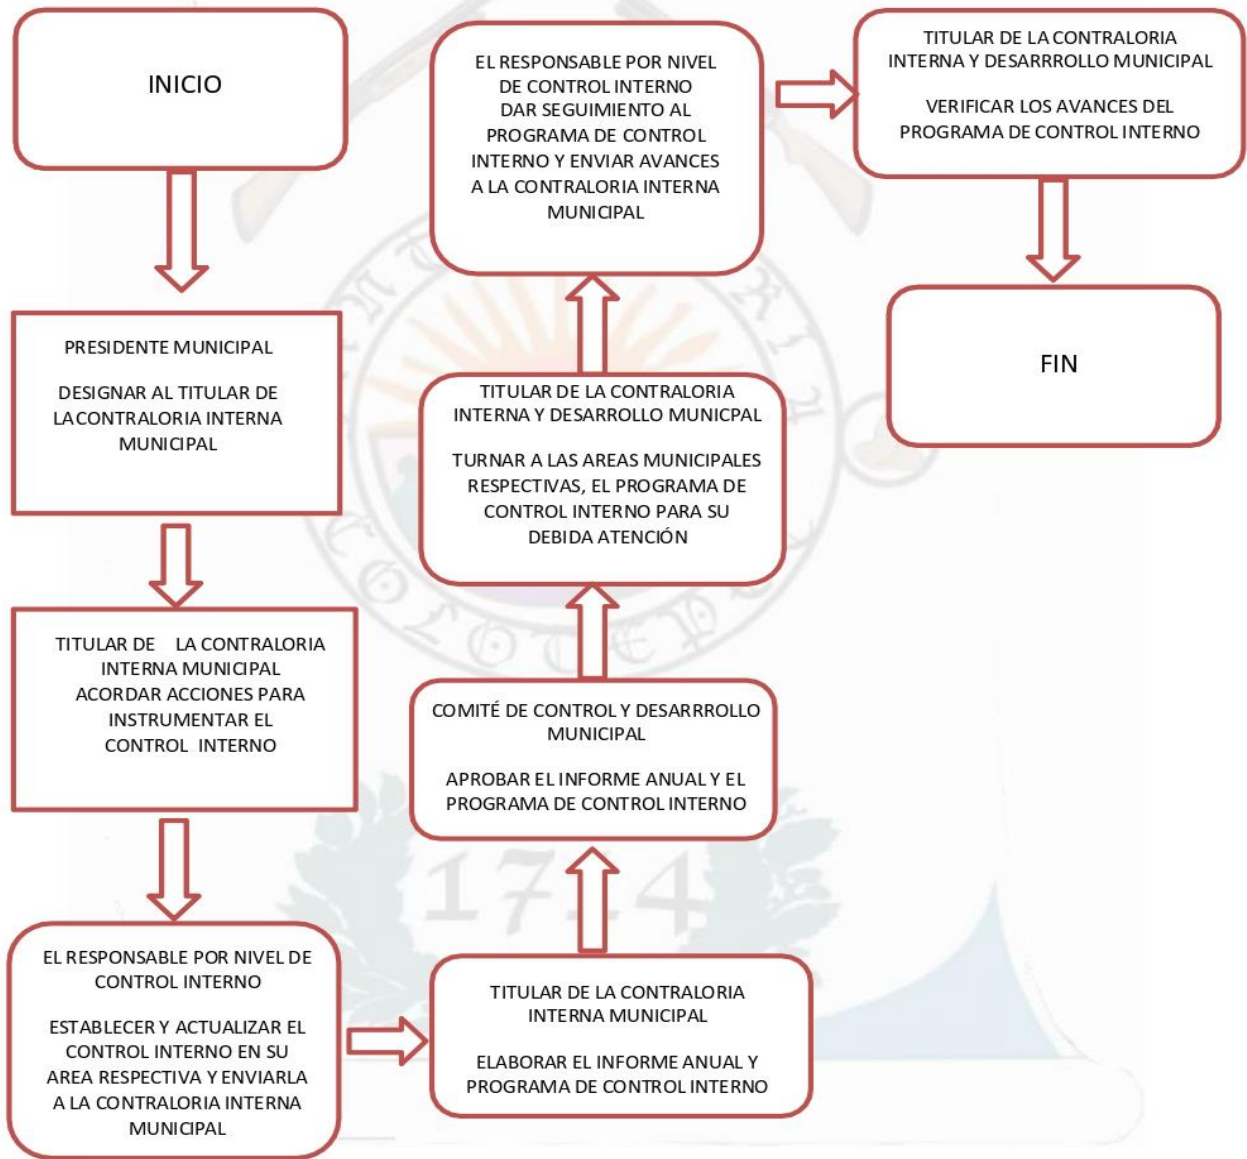 INICIO
PRESIDENTE MUNICIPAL
DESIGNAR AL TITULAR DE
LACONTRALORIA INTERNA
MUNICIPAL
TITULAR DE LA CONTRALORIA
INTERNA MUNICIPAL
ACORDAR ACCIONES PARA
INSTRUMENTAR EL
CONTROL INTERNO
EL RESPONSABLE POR NIVEL DE
CONTROL INTERNO
ESTABLECER Y ACTUALIZAR EL
CONTROL INTERNO EN SU
AREA RESPECTIVA Y ENVIARLA
A LA CONTRALORIA INTERNA
MUNICIPAL
TITULAR DE LA CONTRALORIA
INTERNA MUNICIPAL
ELABORAR EL INFORME ANUAL Y
PROGRAMA DE CONTROL INTERNO
COMITÉ DE CONTROL Y DESARRROLLO
MUNICIPAL
APROBAR EL INFORME ANUAL Y EL
PROGRAMA DE CONTROL INTERNO
TITULAR DE LA CONTRALORIA
INTERNA Y DESARROLLO MUNICPAL
TURNAR A LAS AREAS MUNICIPALES
RESPECTIVAS, EL PROGRAMA DE
CONTROL INTERNO PARA SU
DEBIDA ATENCIÓN
EL RESPONSABLE POR NIVEL
DE CONTROL INTERNO
DAR SEGUIMIENTO AL
PROGRAMA DE CONTROL
INTERNO Y ENVIAR AVANCES
A LA CONTRALORIA INTERNA
MUNICIPAL
TITULAR DE LA CONTRALORIA
INTERNA Y DESARRROLLO MUNICIPAL
VERIFICAR LOS AVANCES DEL
PROGRAMA DE CONTROL INTERNO
FIN
1714